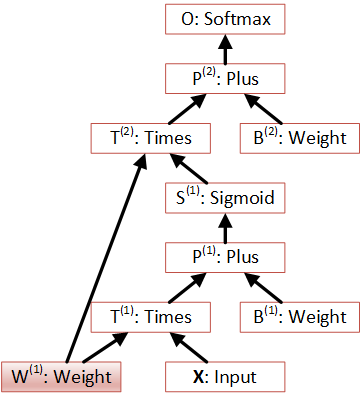 O: Softmax
P(2): Plus
T(2): Times B(2): Weight
S(1): Sigmoid
P(1): Plus
T(1): Times B(1): Weight
W(1): Weight X: Input